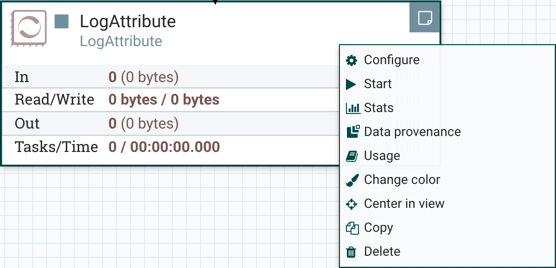 LogAttribute
LogAttribute
In 0 (0 bytes)
Read/Write 0 bytes / 0 bytes
Out 0 (0 bytes)
Tasks/Time 0 / 00:00:00.000
Configure
Start
Stats
Data provenance
Usage
Change color
Center in view
Copy
Delete